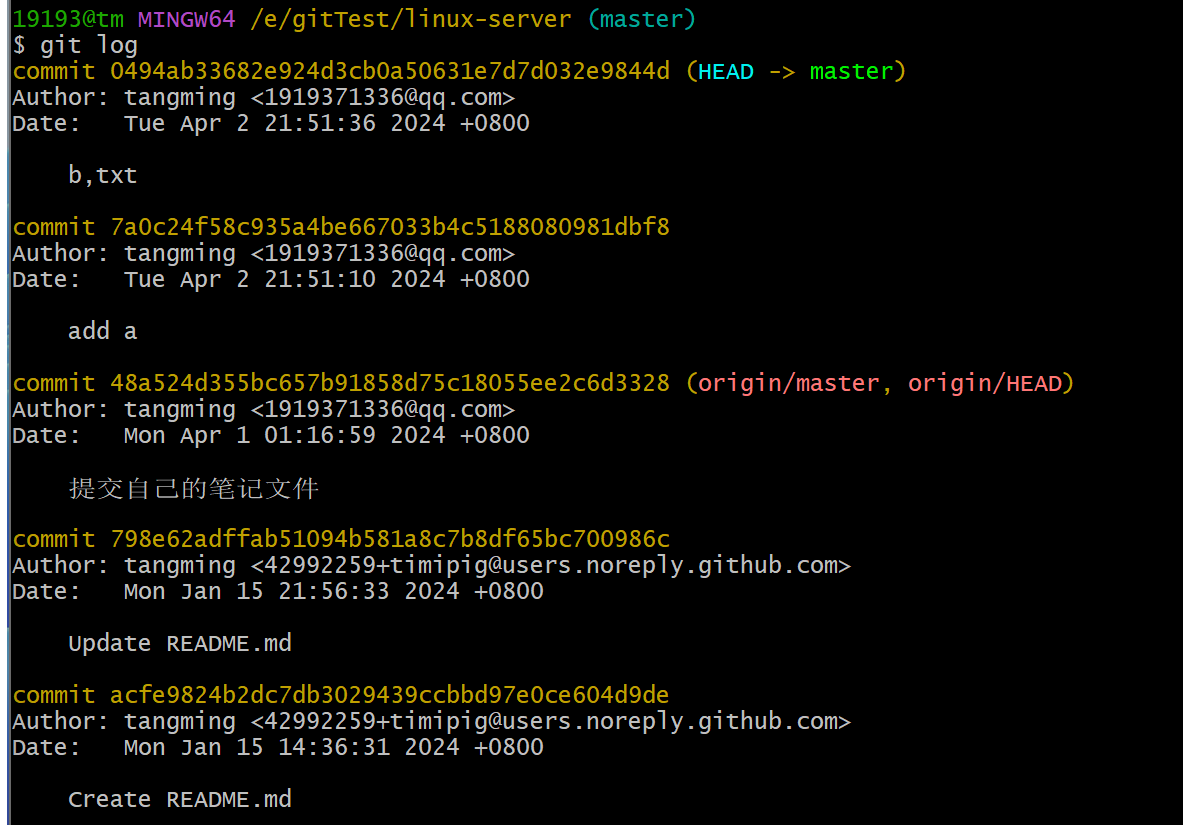 19193@tm MINGW64 /e/gitTest/linux-server (master)
$ git log
commit 0494ab33682e924d3cb0a50631e7d7d032e9844d (HEAD -> master)
Author: tangming <1919371336@qq.com>
Date:   Tue Apr 2 21:51:36 2024 +0800
b,txt
commit 7a0c24f58c935a4be667033b4c5188080981dbf8
Author: tangming <1919371336@qq.com>
Date:   Tue Apr 2 21:51:10 2024 +0800
add a
commit 48a524d355bc657b91858d75c18055ee2c6d3328 (origin/master, origin/HEAD)
Author: tangming <1919371336@qq.com>
Date:   Mon Apr 1 01:16:59 2024 +0800
提交自己的笔记文件
commit 798e62adffab51094b581a8c7b8df65bc700986c
Author: tangming <42992259+timipig@users.noreply.github.com>
Date:   Mon Jan 15 21:56:33 2024 +0800
Update README.md
commit acfe9824b2dc7db3029439ccbbd97e0ce604d9de
Author: tangming <42992259+timipig@users.noreply.github.com>
Date:   Mon Jan 15 14:36:31 2024 +0800
Create README.md